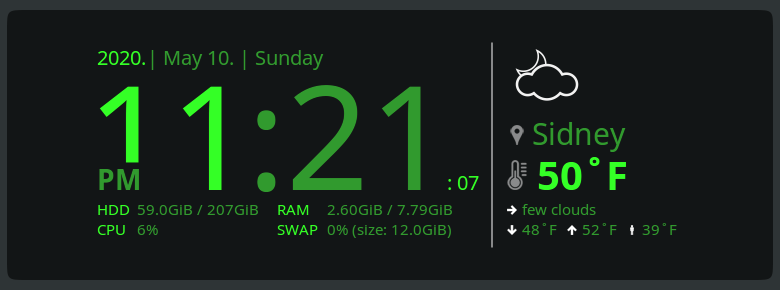 2020.| May 10. | Sunday
11:21
PM
: 07
HDD 59.0GiB / 207GiB RAM 2.60GiB / 7.79GiB
CPU 6% SWAP 0% (size: 12.0GiB)
Sidney
50˚F
few clouds
48˚F 52˚F 39˚F